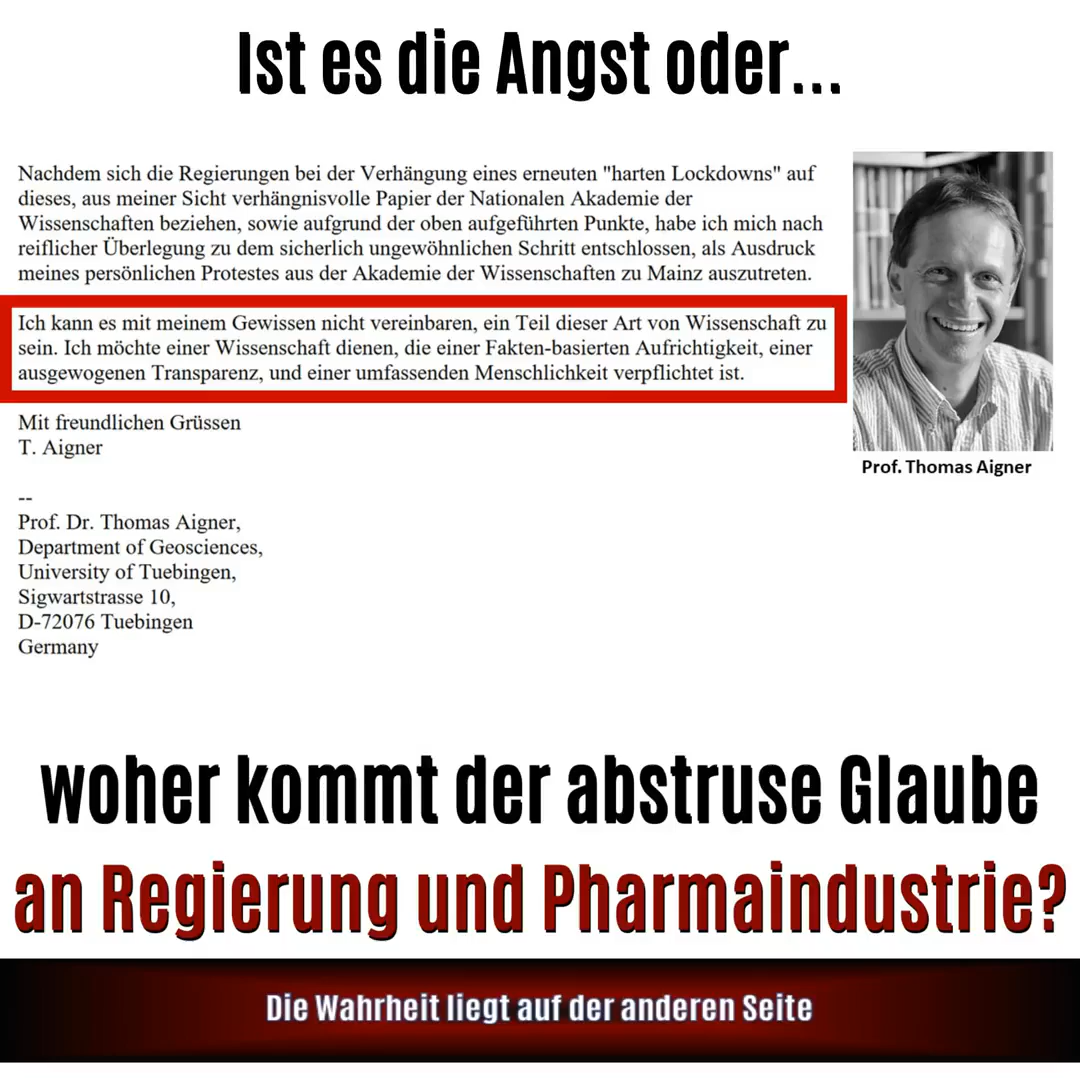 Ist es die Angst oder...
Nachdem sich die Regierungen bei der Verhängung eines erneuten "harten Lockdowns" auf
dieses, aus meiner Sicht verhängnisvolle Papier der Nationalen Akademie der
Wissenschaften beziehen, sowie aufgrund der oben aufgeführten Punkte, habe ich mich nach
reiflicher Überlegung zu dem sicherlich ungewöhnlichen Schritt entschlossen, als Ausdruck
meines persönlichen Protestes aus der Akademie der Wissenschaften zu Mainz auszutreten.
Ich kann es mit meinem Gewissen nicht vereinbaren, ein Teil dieser Art von Wissenschaft zu
sein. Ich möchte einer Wissenschaft dienen, die einer Fakten-basierten Aufrichtigkeit, einer
ausgewogenen Transparenz, und einer umfassenden Menschlichkeit verpflichtet ist.
Mit freundlichen Grüssen
T. Aigner
--
Prof. Dr. Thomas Aigner,
Department of Geosciences,
University of Tuebingen,
Sigwartstrasse 10,
D-72076 Tuebingen
Germany
Prof. Thomas Aigner
woher kommt der abstruse Glaube
an Regierung und Pharmaindustrie?
Die Wahrheit liegt auf der anderen Seite